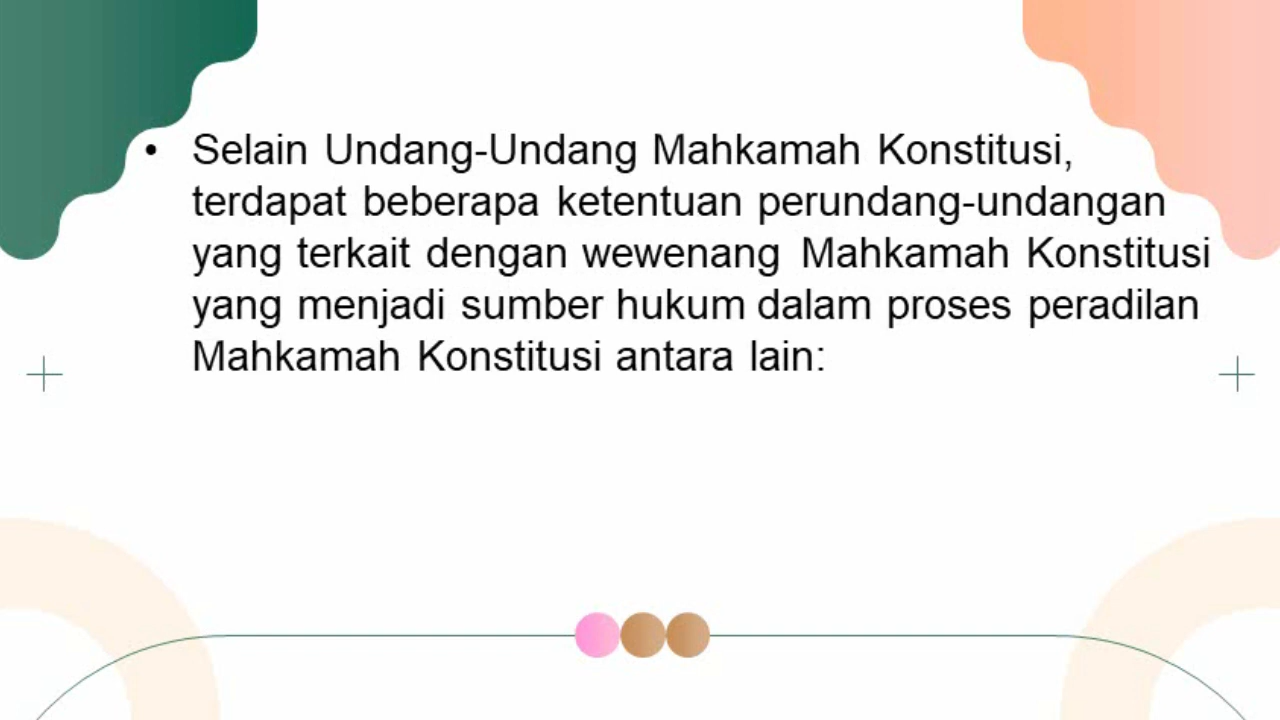 • Selain Undang-Undang Mahkamah Konstitusi,
terdapat beberapa ketentuan perundang-undangan
yang terkait dengan wewenang Mahkamah Konstitusi
yang menjadi sumber hukum dalam proses peradilan
Mahkamah Konstitusi antara lain: